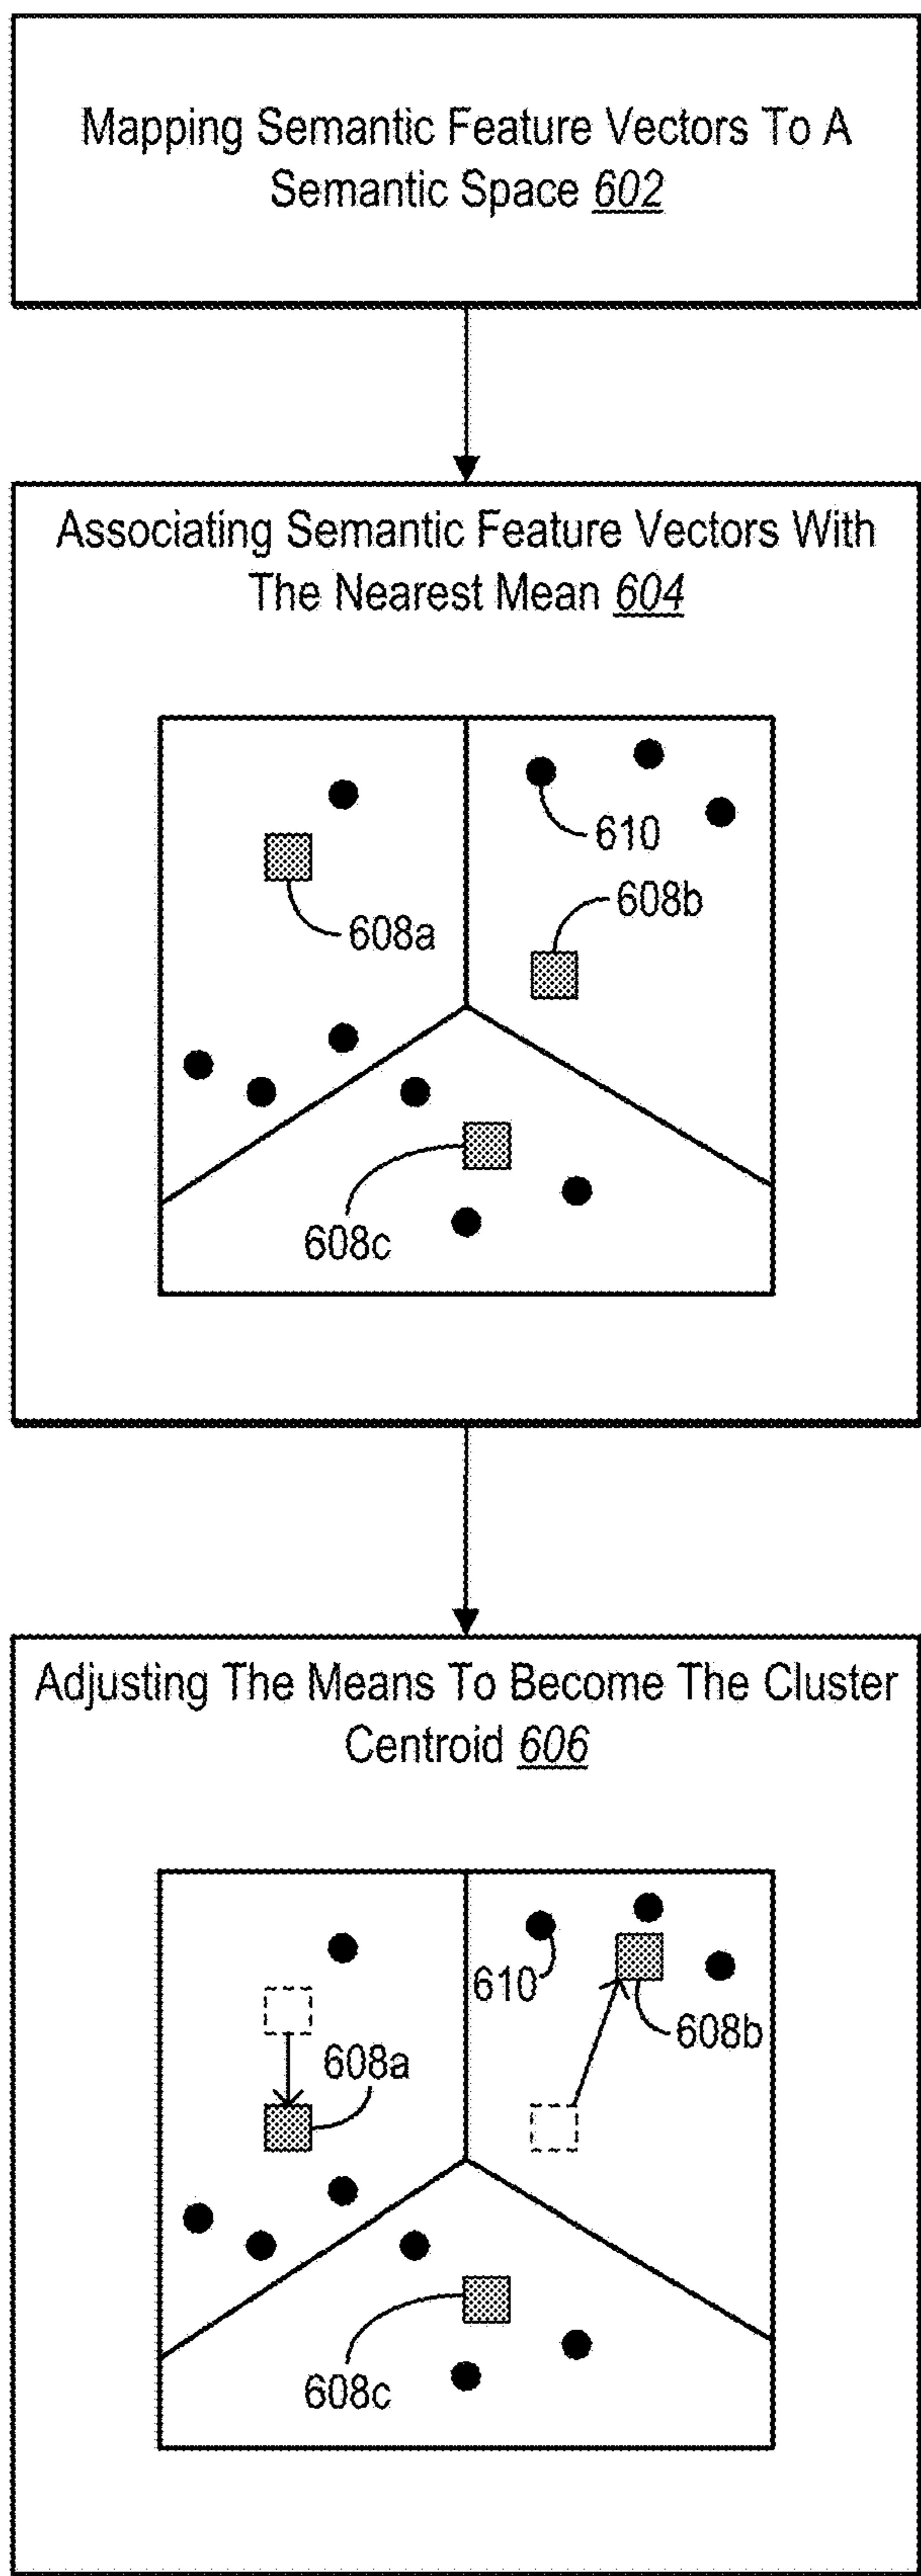 Mapping Semantic Feature Vectors To A
Semantic Space 602
Associating Semantic Feature Vectors With
The Nearest Mean 604
610
608b
608a
608c
Adjusting The Means To Become The Cluster
Centroid 606
610
608b
608a
608c